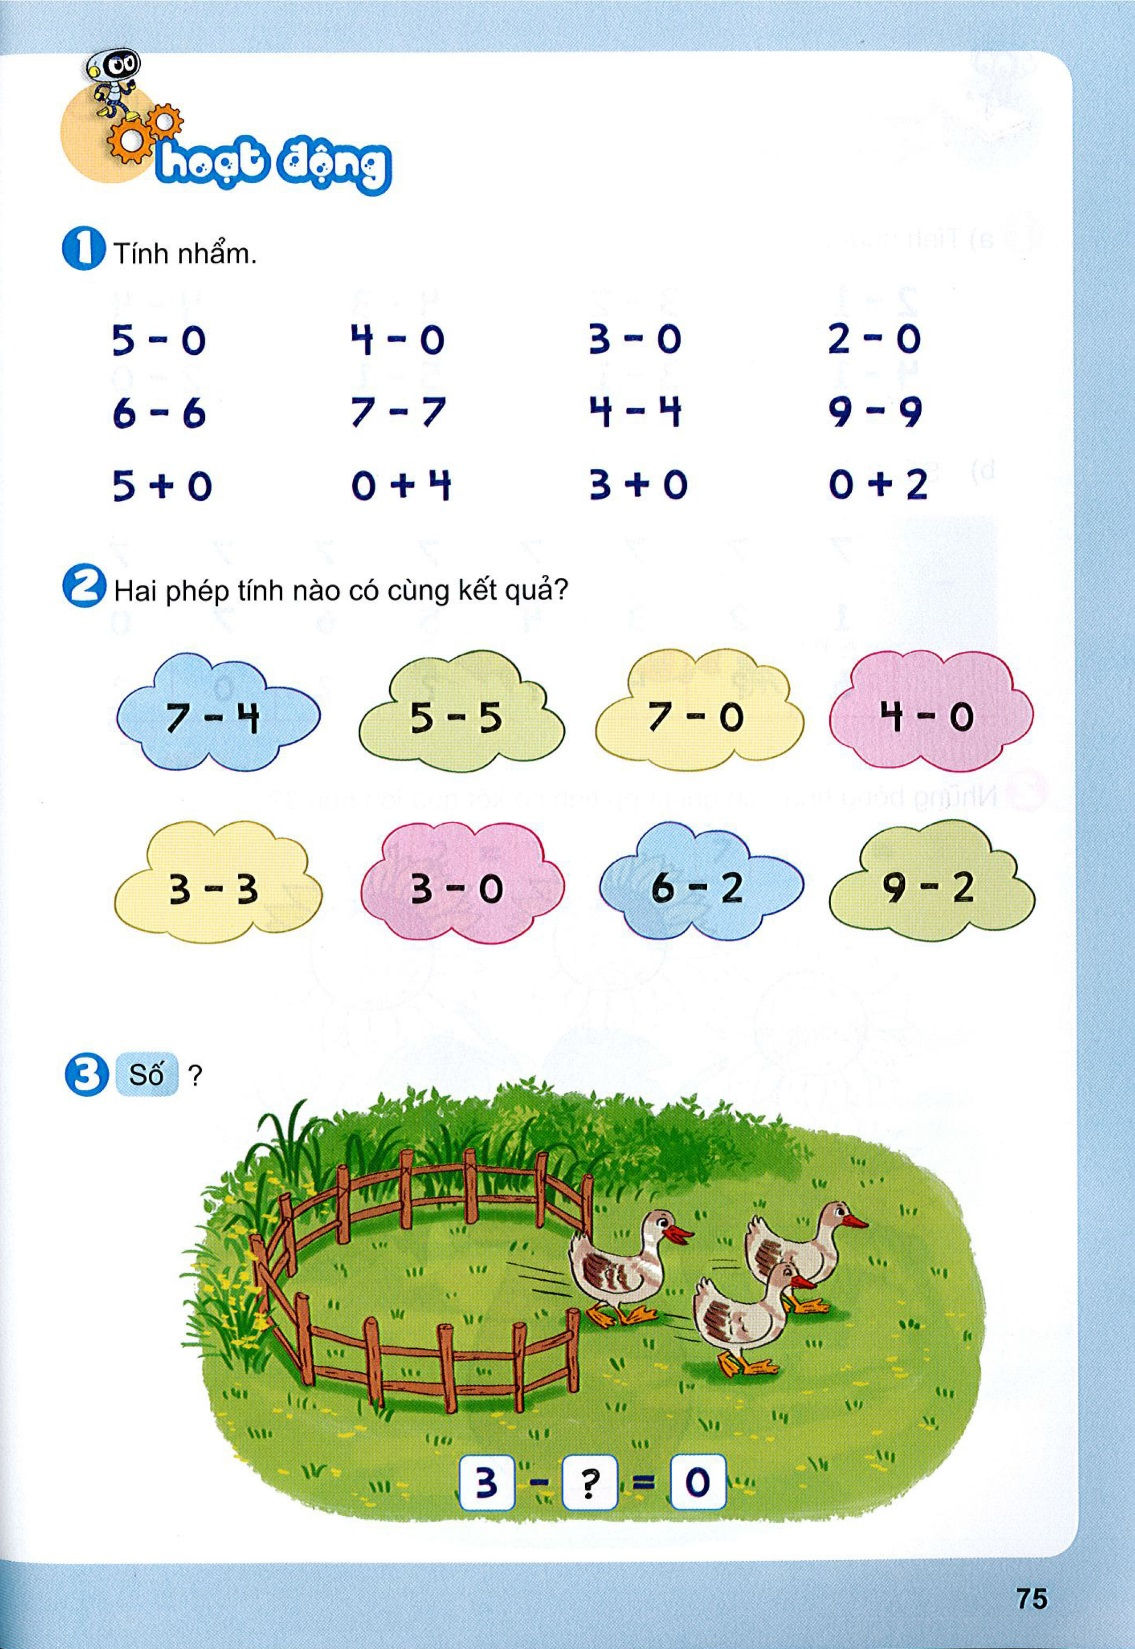 hoạt động
1 Tính nhẩm.
5 – 0 4 – 0 3 – 0 2 – 0
6 – 6 7 – 7 4 – 4 9 – 9
5 + 0 0 + 4 3 + 0 0 + 2
2 Hai phép tính nào có cùng kết quả?
7 – 4 5 – 5 7 – 0 4 – 0
3 – 3 3 – 0 6 – 2 9 – 2
3 Số ?
3 – ? = 0
75